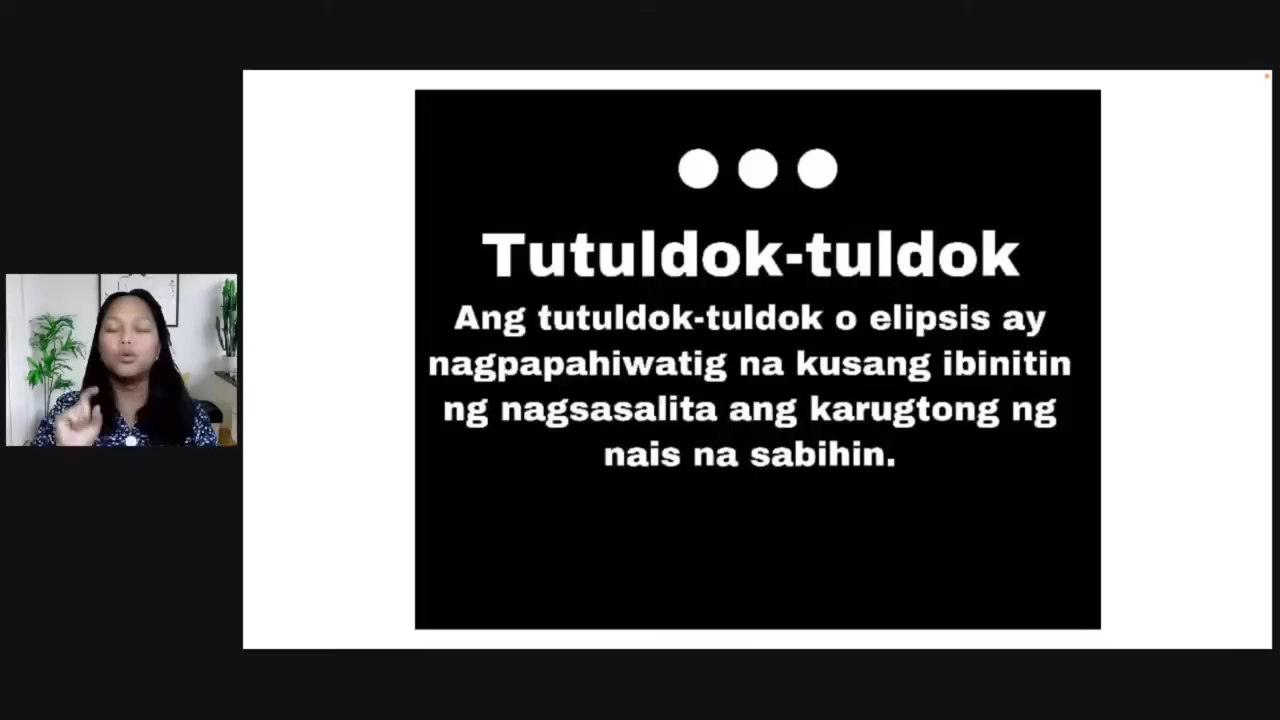 Tutuldok-tuldok
Ang tutuldok-tuldok o elipsis ay
nagpapahiwatig na kusang ibinitin
ng nagsasalita ang karugtong ng
nais na sabihin.